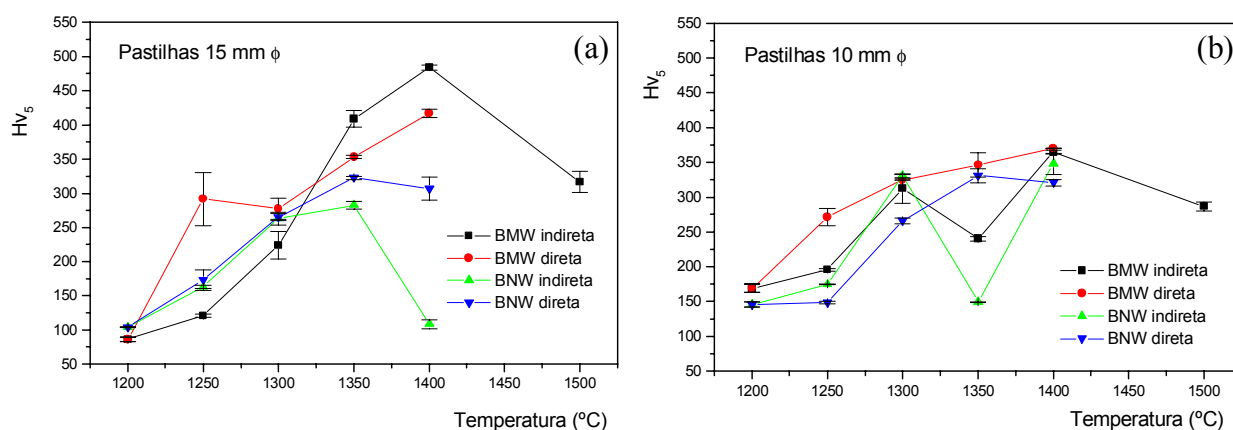 550
500
450
400
350
300
250
200
150
100
50
Hv5
Pastilhas 15 mm ϕ
(a)
BMW indireta
BMW direta
BNW indireta
BNW direta
1200 1250 1300 1350 1400 1500
Temperatura (ºC)
550
500
450
400
350
300
250
200
150
100
50
Hv5
Pastilhas 10 mm ϕ
(b)
BMW indireta
BMW direta
BNW indireta
BNW direta
1200 1250 1300 1350 1400 1450 1500
Temperatura (ºC)